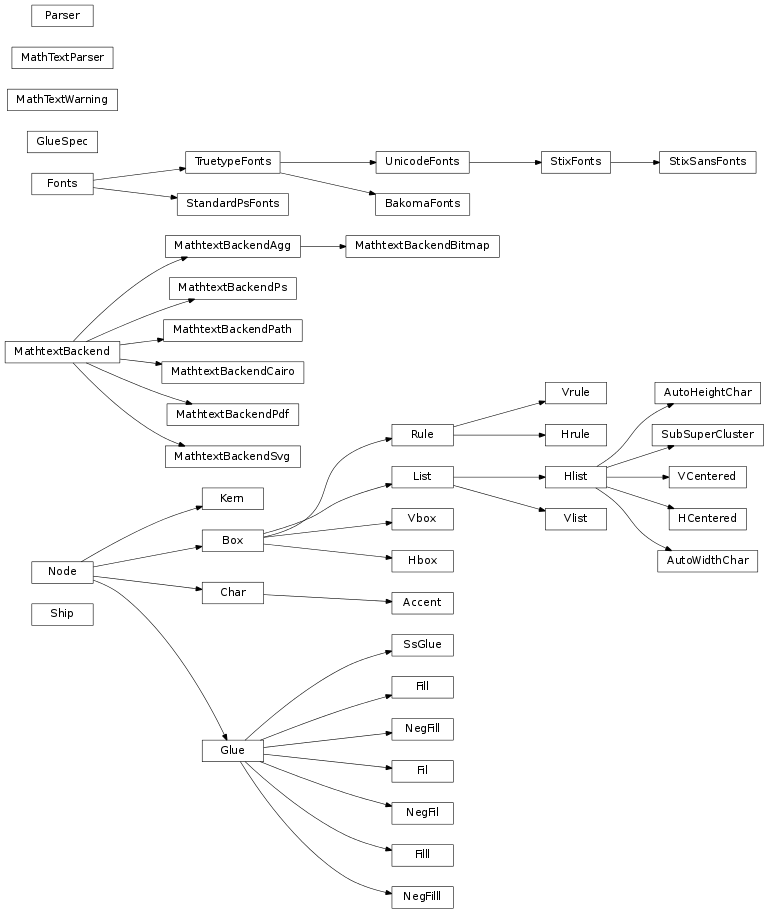 Parser
MathTextParser
MathTextWarning
GlueSpec
TruetypeFonts
UnicodeFonts
StixFonts
StixSansFonts
Fonts
StandardPsFonts
BakomaFonts
MathtextBackendAgg
MathtextBackendBitmap
MathtextBackendPs
MathtextBackendPath
MathtextBackend
MathtextBackendCairo
MathtextBackendPdf
MathtextBackendSvg
Vrule
AutoHeightChar
Rule
Hrule
SubSuperCluster
List
Hlist
VCentered
Kern
Vbox
Vlist
HCentered
Box
Hbox
AutoWidthChar
Node
Char
Accent
Ship
SsGlue
Fill
NegFill
Glue
Fil
NegFil
Filll
NegFilll